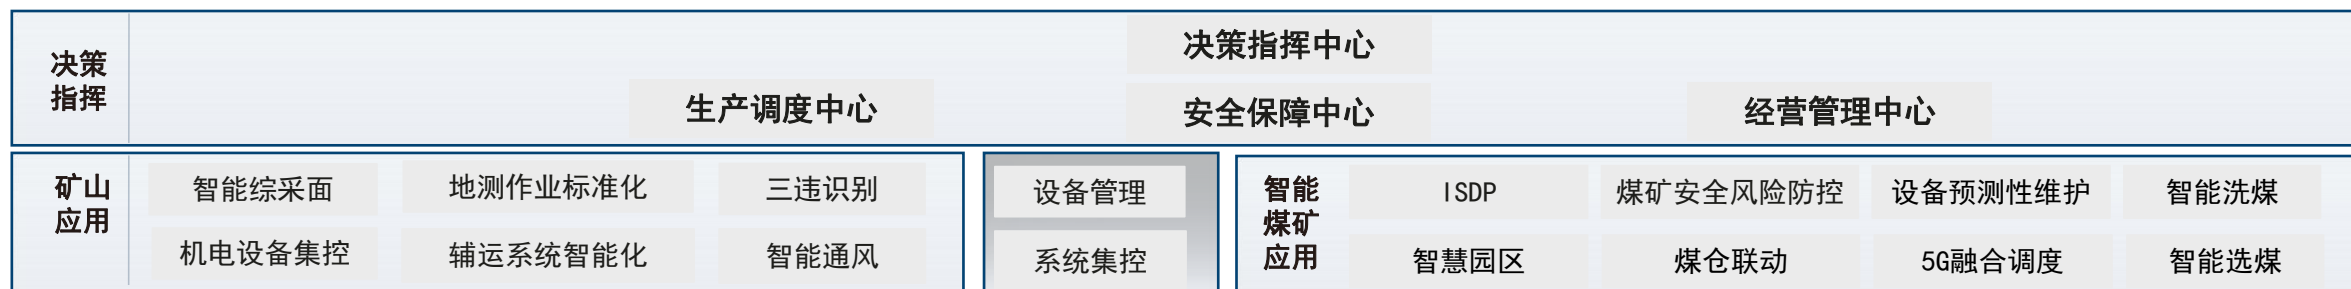 决策
指挥
决策指挥中心
生产调度中心
安全保障中心
经营管理中心
矿山
应用
智能综采面
地测作业标准化
三违识别
机电设备集控
辅运系统智能化
智能通风
设备管理
系统集控
智能
煤矿
应用
ISDP
煤矿安全风险防控
设备预测性维护
智能洗煤
智慧园区
煤仓联动
5G融合调度
智能选煤